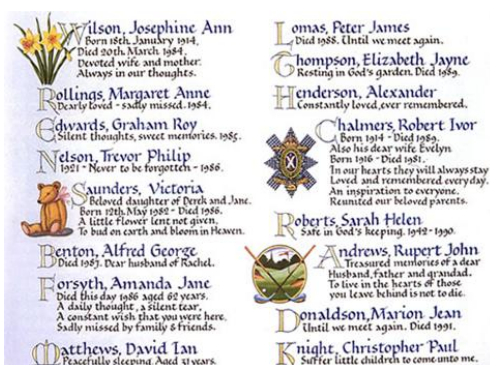 Wilson, Josephine Ann
Born 18th January 1914,
Died 20th March 1984,
Devoted wife and mother.
Always in our thoughts.
Rollings, Margaret Anne
Dearly loved - sadly missed. 1984.
Edwards, Graham Roy
Silent thoughts, sweet memories. 1985.
Nelson, Trevor Philip
1921 - Never to be forgotten - 1986.
Saunders, Victoria
Beloved daughter of Derek and Jane.
Born 12th May 1982 - Died 1986.
A little flower lent not given,
To bud on earth and bloom in Heaven.
Benton, Alfred George
Died 1987. Dear husband of Rachel.
Forsyth, Amanda Jane
Died this day 1986 aged 62 years.
A daily thought, a silent tear,
A constant wish that you were here.
Sadly missed by family & friends.
Matthews, David Ian
Peacefully sleeping. Aged 31 years.
Lomas, Peter James
Died 1988. Until we meet again.
Thompson, Elizabeth Jayne
Resting in God's garden. Died 1989.
Henderson, Alexander
Constantly loved, ever remembered.
Chalmers, Robert Ivor
Born 1914 - Died 1989.
Also his dear wife Evelyn
Born 1916 - Died 1981.
In our hearts they will always stay
Loved and remembered every day.
An inspiration to everyone.
Reunited our beloved parents.
Roberts, Sarah Helen
Safe in God's keeping. 1942-1990.
Andrews, Rupert John
Treasured memories of a dear
Husband, father and grandad.
To live in the hearts of those
you leave behind is not to die.
Donaldson, Marion Jean
Until we meet again. Died 1991.
Knight, Christopher Paul
Suffer little children to come unto me.